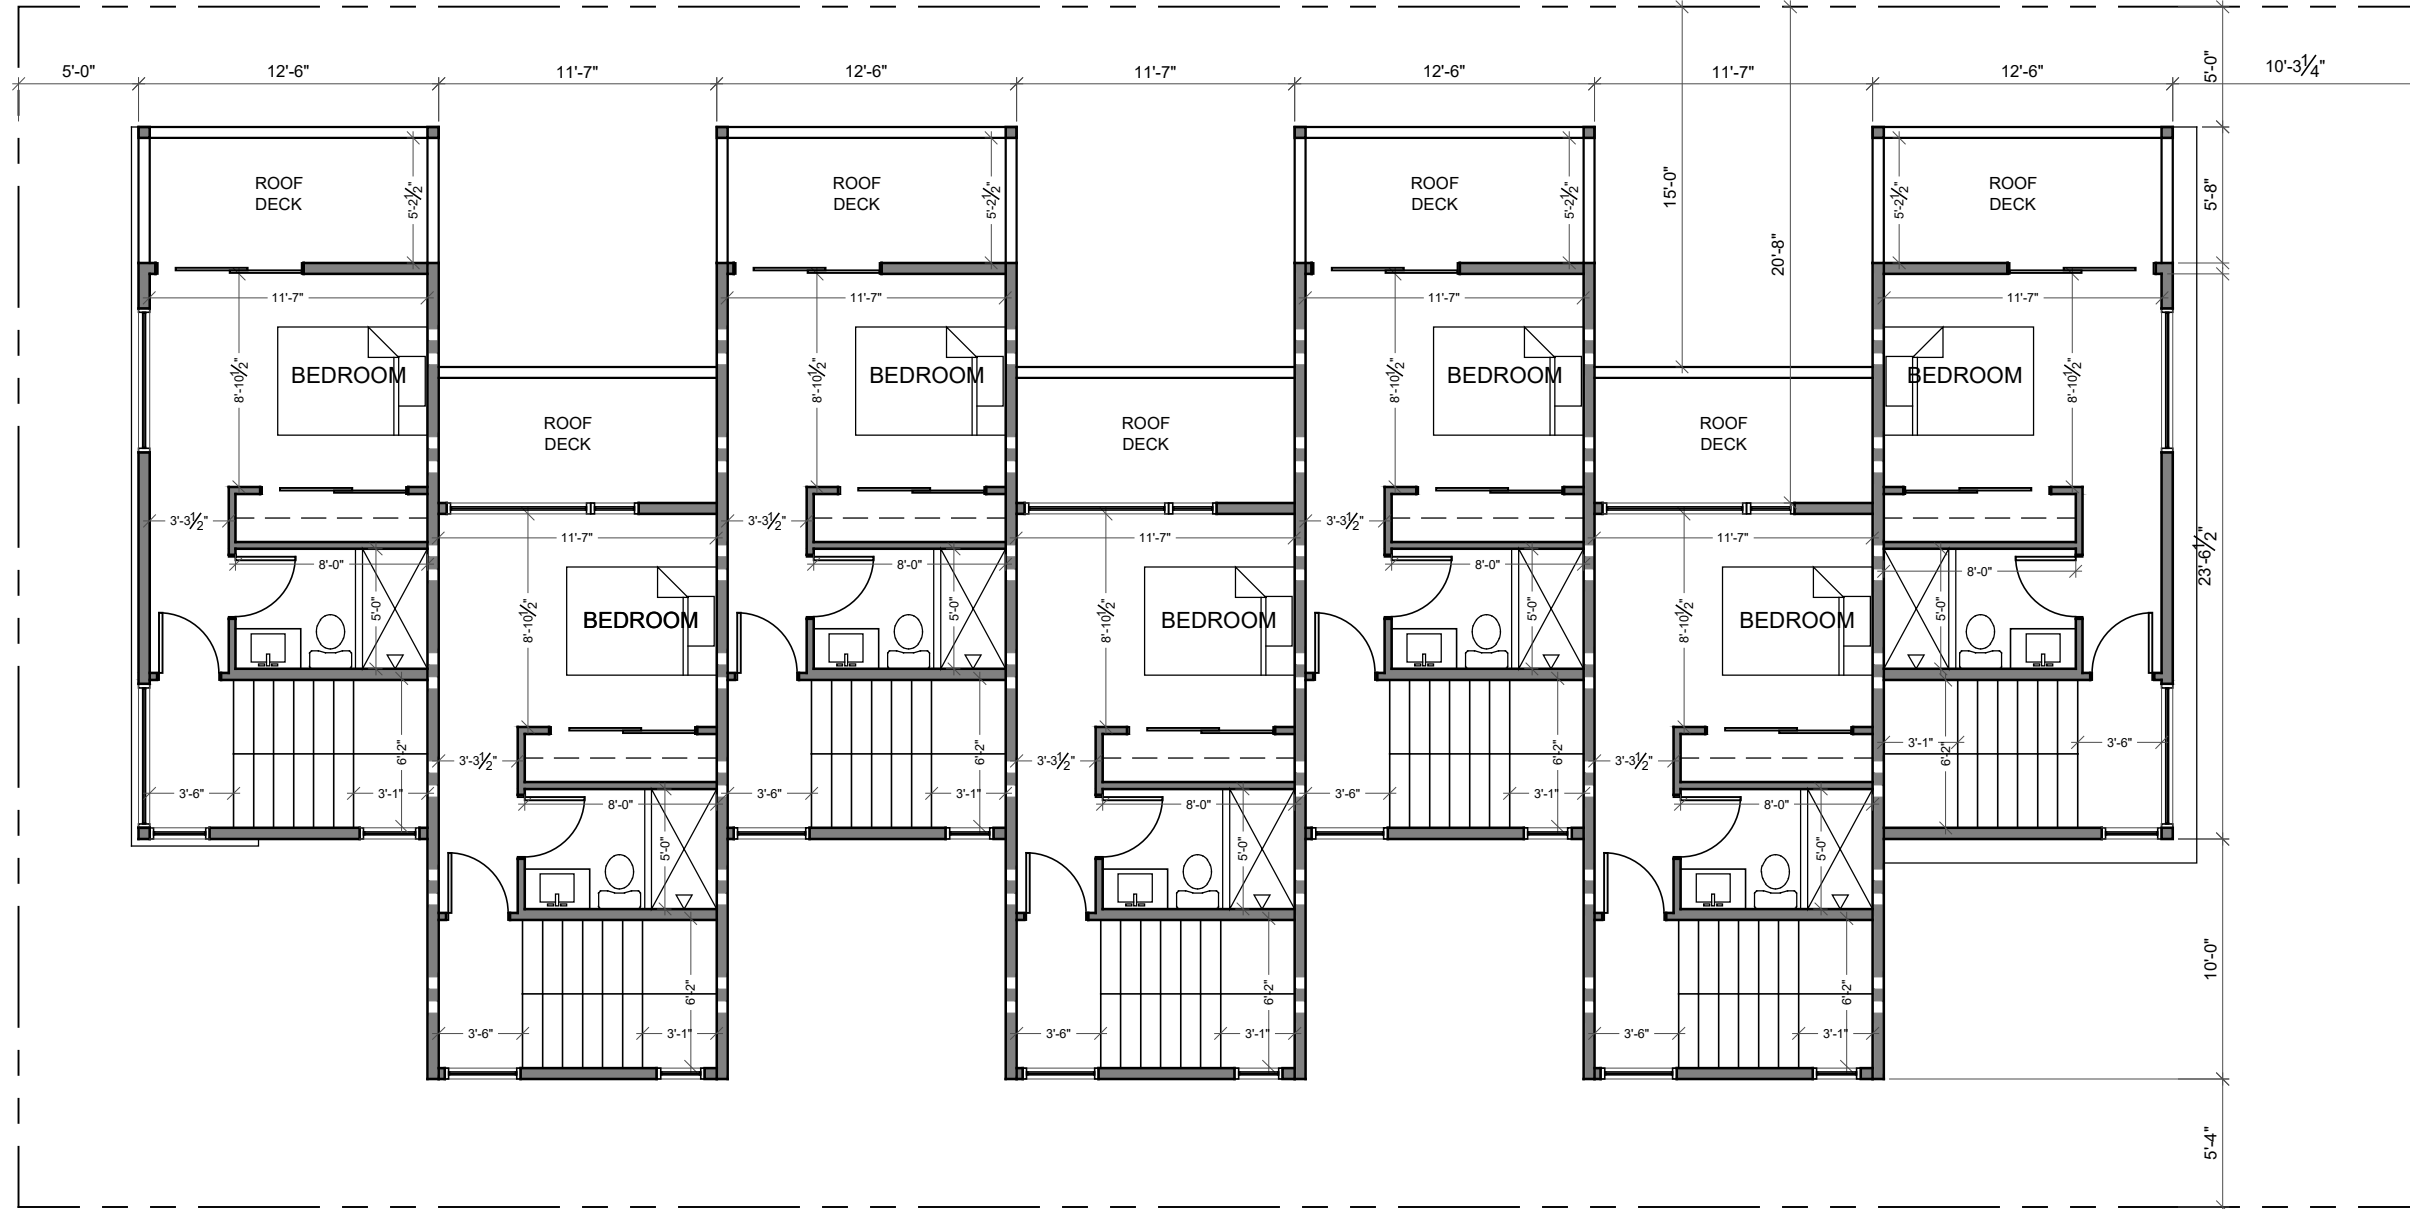 5'-0" 12'-6" 11'-7" 12'-6" 11'-7" 12'-6" 11'-7" 12'-6" 5'-0" 10'-3¼"
ROOF ROOF ROOF ROOF
DECK DECK DECK DECK
5'-2½" 5'-2½" 5'-2½" 15'-0" 5'-2½" 5'-8"
20'-8"
11'-7" 11'-7" 11'-7" 11'-7"
BEDROOM BEDROOM BEDROOM BEDROOM
8'-10½" 8'-10½" 8'-10½" 8'-10½"
ROOF ROOF ROOF
DECK DECK DECK
3'-3½" 3'-3½" 3'-3½"
11'-7" 11'-7" 11'-7"
8'-0" 8'-0" 8'-0" 8'-0" 23'-6½"
5'-0" 8'-10½" 5'-0" 8'-10½" 5'-0" 8'-10½" 5'-0"
BEDROOM BEDROOM BEDROOM
3'-1" 3'-6"
6'-2" 3'-3½" 6'-2" 3'-3½" 6'-2" 3'-3½" 6'-2"
3'-6" 3'-1" 3'-6" 3'-1" 3'-6" 3'-1"
8'-0" 8'-0" 8'-0"
5'-0" 5'-0" 5'-0"
10'-0"
6'-2" 6'-2" 6'-2"
3'-6" 3'-1" 3'-6" 3'-1" 3'-6" 3'-1"
5'-4"